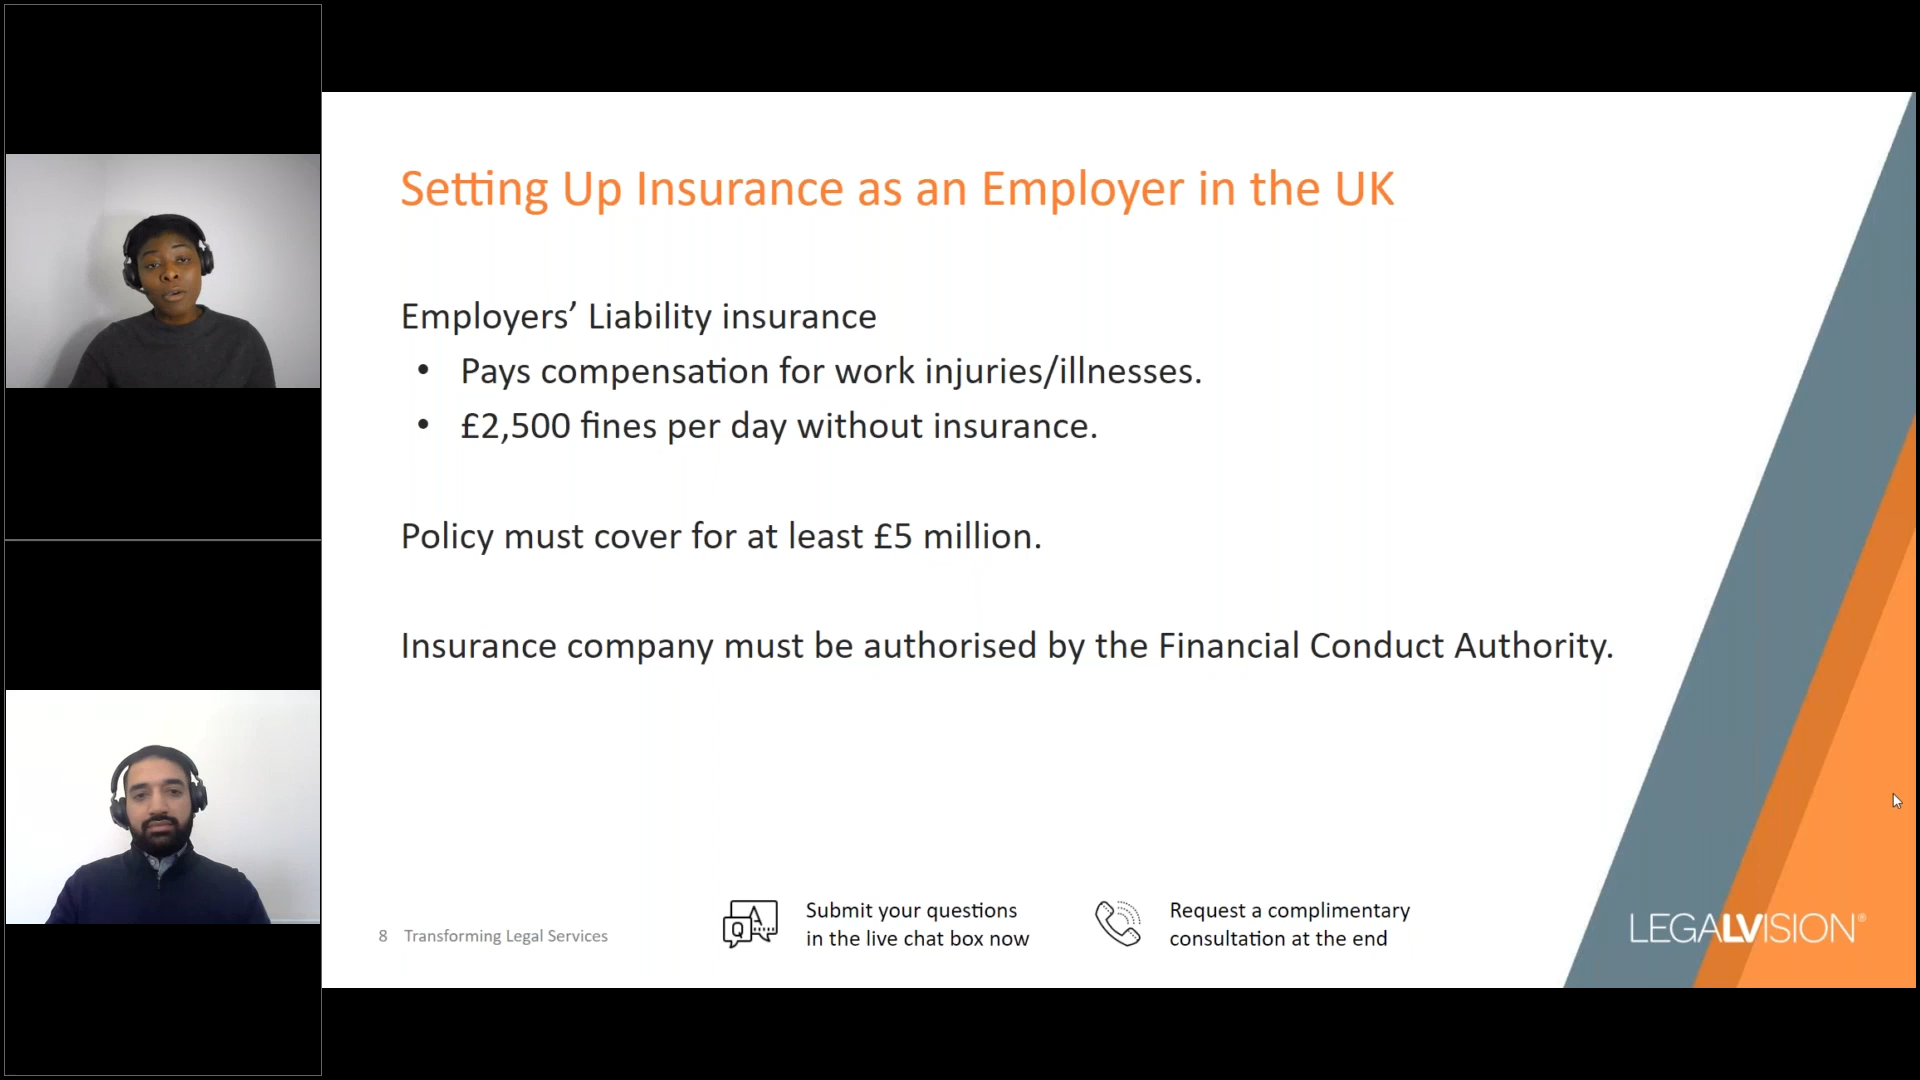 Setting Up Insurance as an Employer in the UK
Employers’ Liability insurance
• Pays compensation for work injuries/illnesses.
• £2,500 fines per day without insurance.
Policy must cover for at least £5 million.
Insurance company must be authorised by the Financial Conduct Authority.
8 Transforming Legal Services
Q A
Submit your questions
in the live chat box now
Request a complimentary
consultation at the end
LEGALVISION®